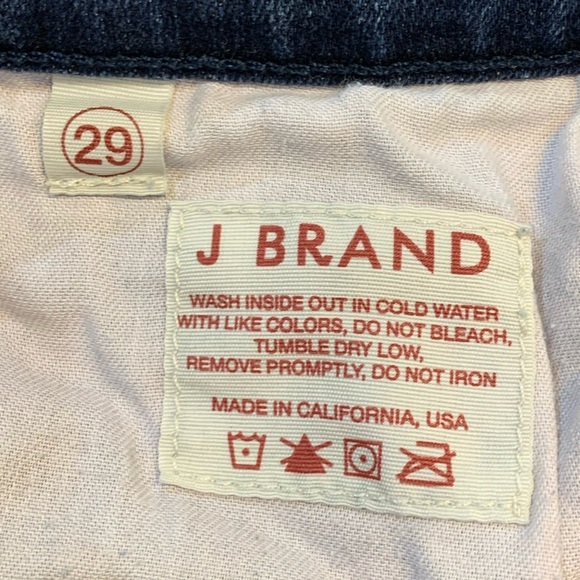 29
J BRAND
WASH INSIDE OUT IN COLD WATER
WITH LIKE COLORS, DO NOT BLEACH,
TUMBLE DRY LOW,
REMOVE PROMPTLY, DO NOT IRON
MADE IN CALIFORNIA, USA